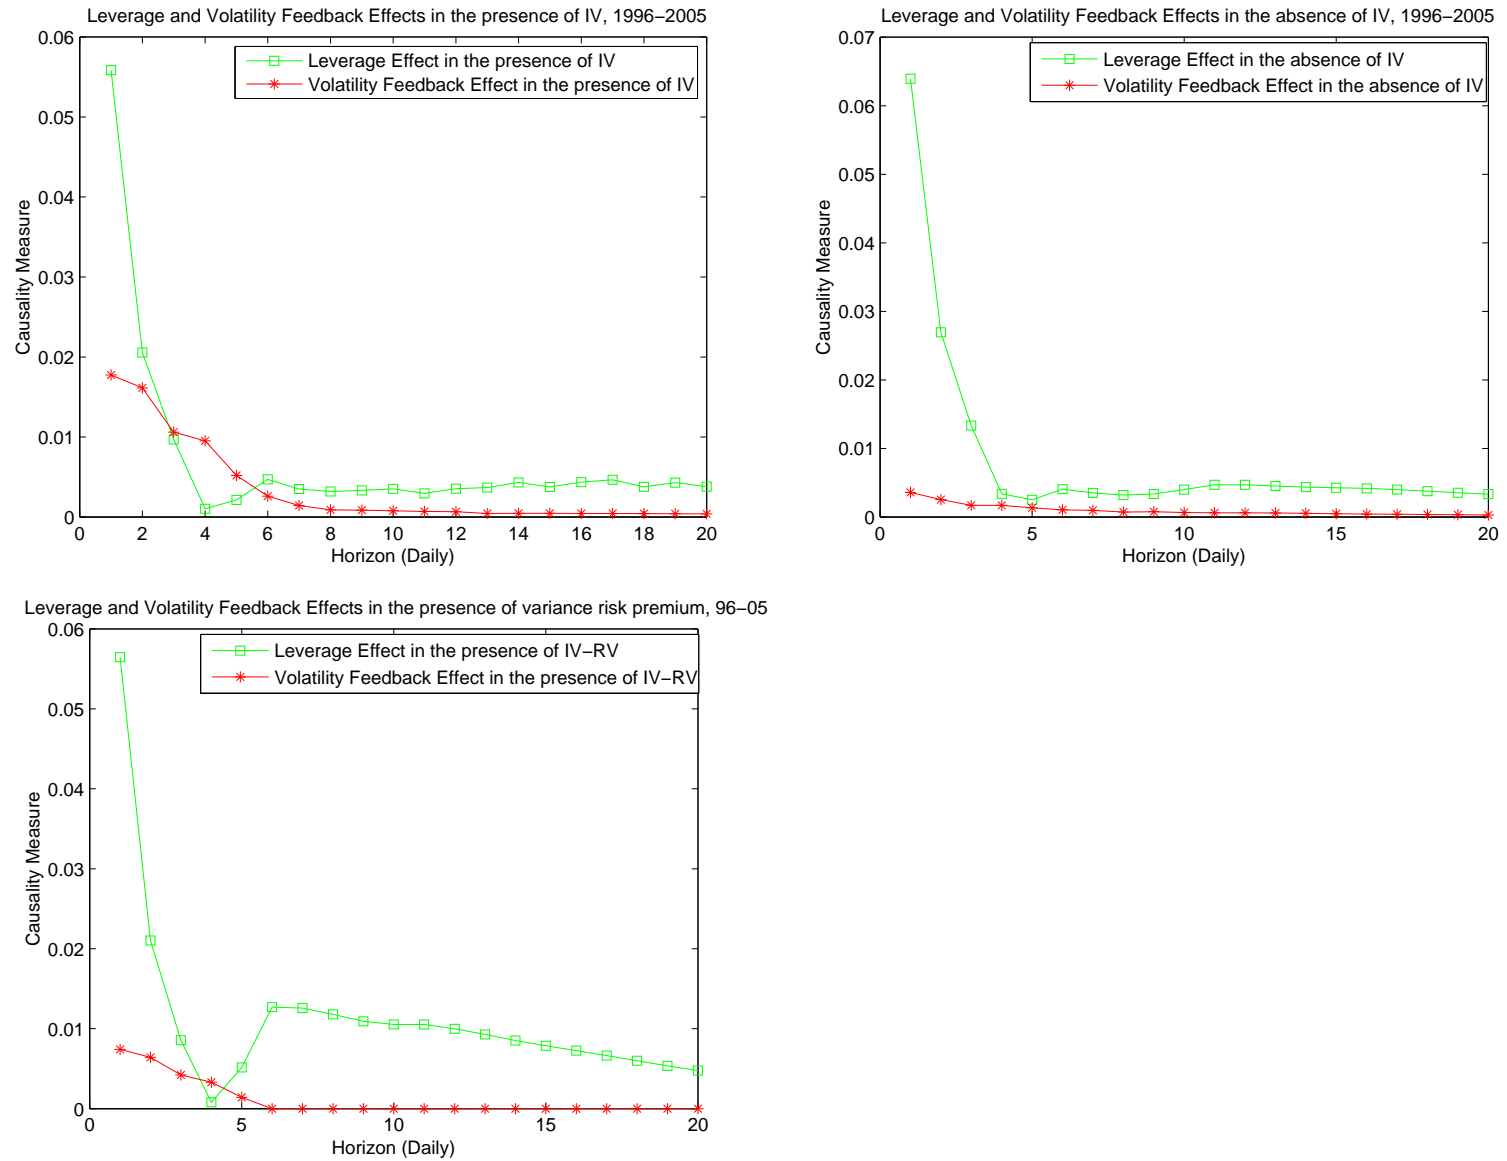 Leverage and Volatility Feedback Effects in the presence of IV, 1996−2005
Leverage Effect in the presence of IV
Volatility Feedback Effect in the presence of IV
0.06
0.05
0.04
0.03
0.02
0.01
0
Causality Measure
0 2 4 6 8 10 12 14 16 18 20
Horizon (Daily)
Leverage and Volatility Feedback Effects in the absence of IV, 1996−2005
Leverage Effect in the absence of IV
Volatility Feedback Effect in the absence of IV
0.07
0.06
0.05
0.04
0.03
0.02
0.01
0
Causality Measure
0 5 10 15 20
Horizon (Daily)
Leverage and Volatility Feedback Effects in the presence of variance risk premium, 96−05
Leverage Effect in the presence of IV−RV
Volatility Feedback Effect in the presence of IV−RV
0.06
0.05
0.04
0.03
0.02
0.01
0
Causality Measure
0 5 10 15 20
Horizon (Daily)